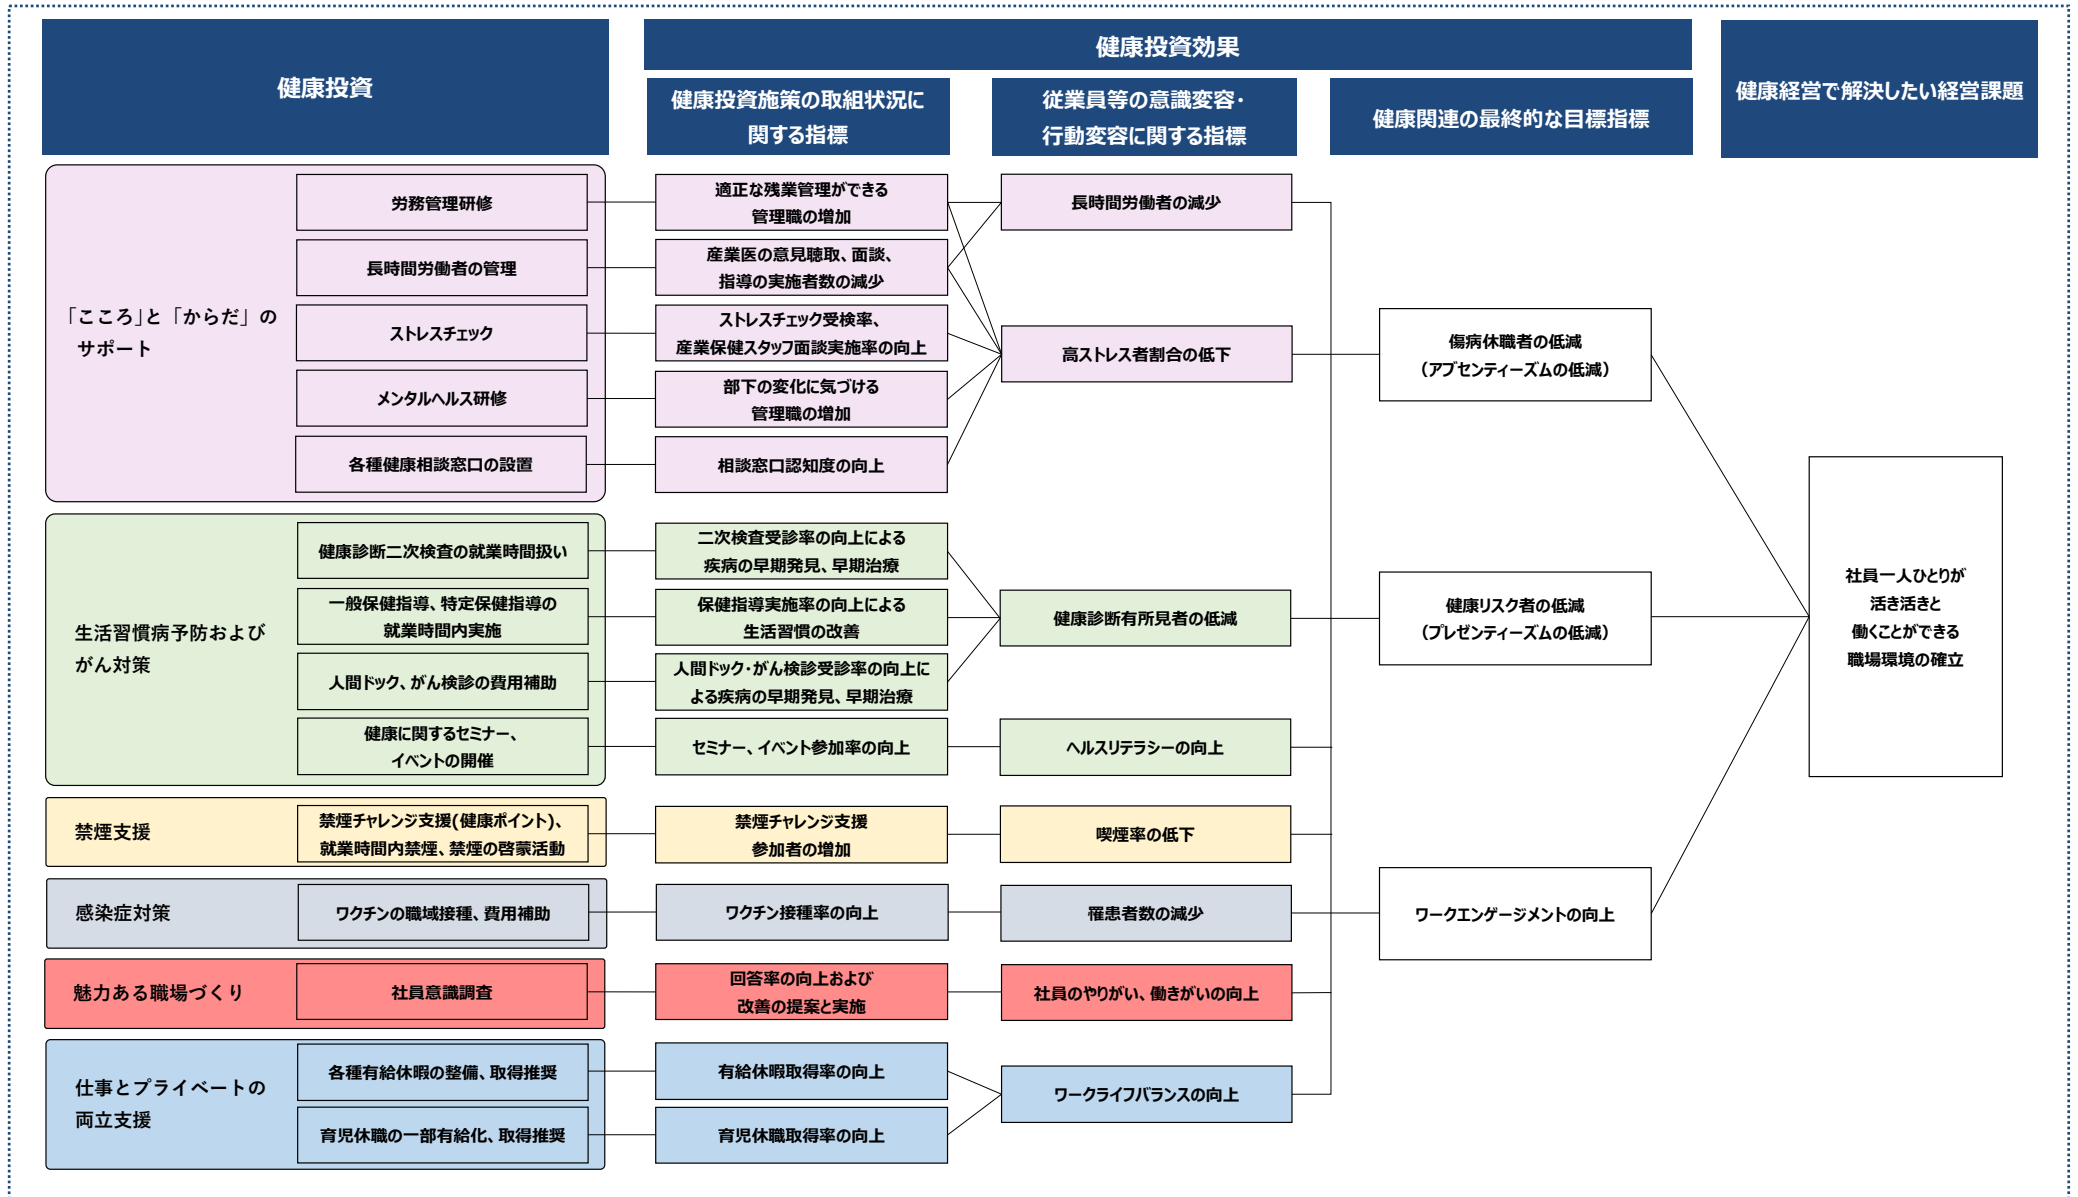 健康投資
健康投資効果
健康投資施策の取組状況に
関する指標
従業員等の意識変容・
行動変容に関する指標
健康関連の最終的な目標指標
健康経営で解決したい経営課題
「こころ」と「からだ」の
サポート
労務管理研修
適正な残業管理ができる
管理職の増加
長時間労働者の減少
長時間労働者の管理
産業医の意見聴取、面談、
指導の実施者数の減少
ストレスチェック
ストレスチェック受検率、
産業保健スタッフ面談実施率の向上
高ストレス者割合の低下
メンタルヘルス研修
部下の変化に気づける
管理職の増加
各種健康相談窓口の設置
相談窓口認知度の向上
傷病休職者の低減
（アブセンティーズムの低減）
生活習慣病予防および
がん対策
健康診断二次検査の就業時間扱い
二次検査受診率の向上による
疾病の早期発見、早期治療
一般保健指導、特定保健指導の
就業時間内実施
保健指導実施率の向上による
生活習慣の改善
健康診断有所見者の低減
人間ドック、がん検診の費用補助
人間ドック・がん検診受診率の向上に
よる疾病の早期発見、早期治療
健康に関するセミナー、
イベントの開催
セミナー、イベント参加率の向上
ヘルスリテラシーの向上
健康リスク者の低減
（プレゼンティーズムの低減）
社員一人ひとりが
活き活きと
働くことができる
職場環境の確立
禁煙支援
禁煙チャレンジ支援(健康ポイント)、
就業時間内禁煙、禁煙の啓蒙活動
禁煙チャレンジ支援
参加者の増加
喫煙率の低下
感染症対策
ワクチンの職域接種、費用補助
ワクチン接種率の向上
罹患者数の減少
ワークエンゲージメントの向上
魅力ある職場づくり
社員意識調査
回答率の向上および
改善の提案と実施
社員のやりがい、働きがいの向上
仕事とプライベートの
両立支援
各種有給休暇の整備、取得推奨
有給休暇取得率の向上
ワークライフバランスの向上
育児休職の一部有給化、取得推奨
育児休職取得率の向上